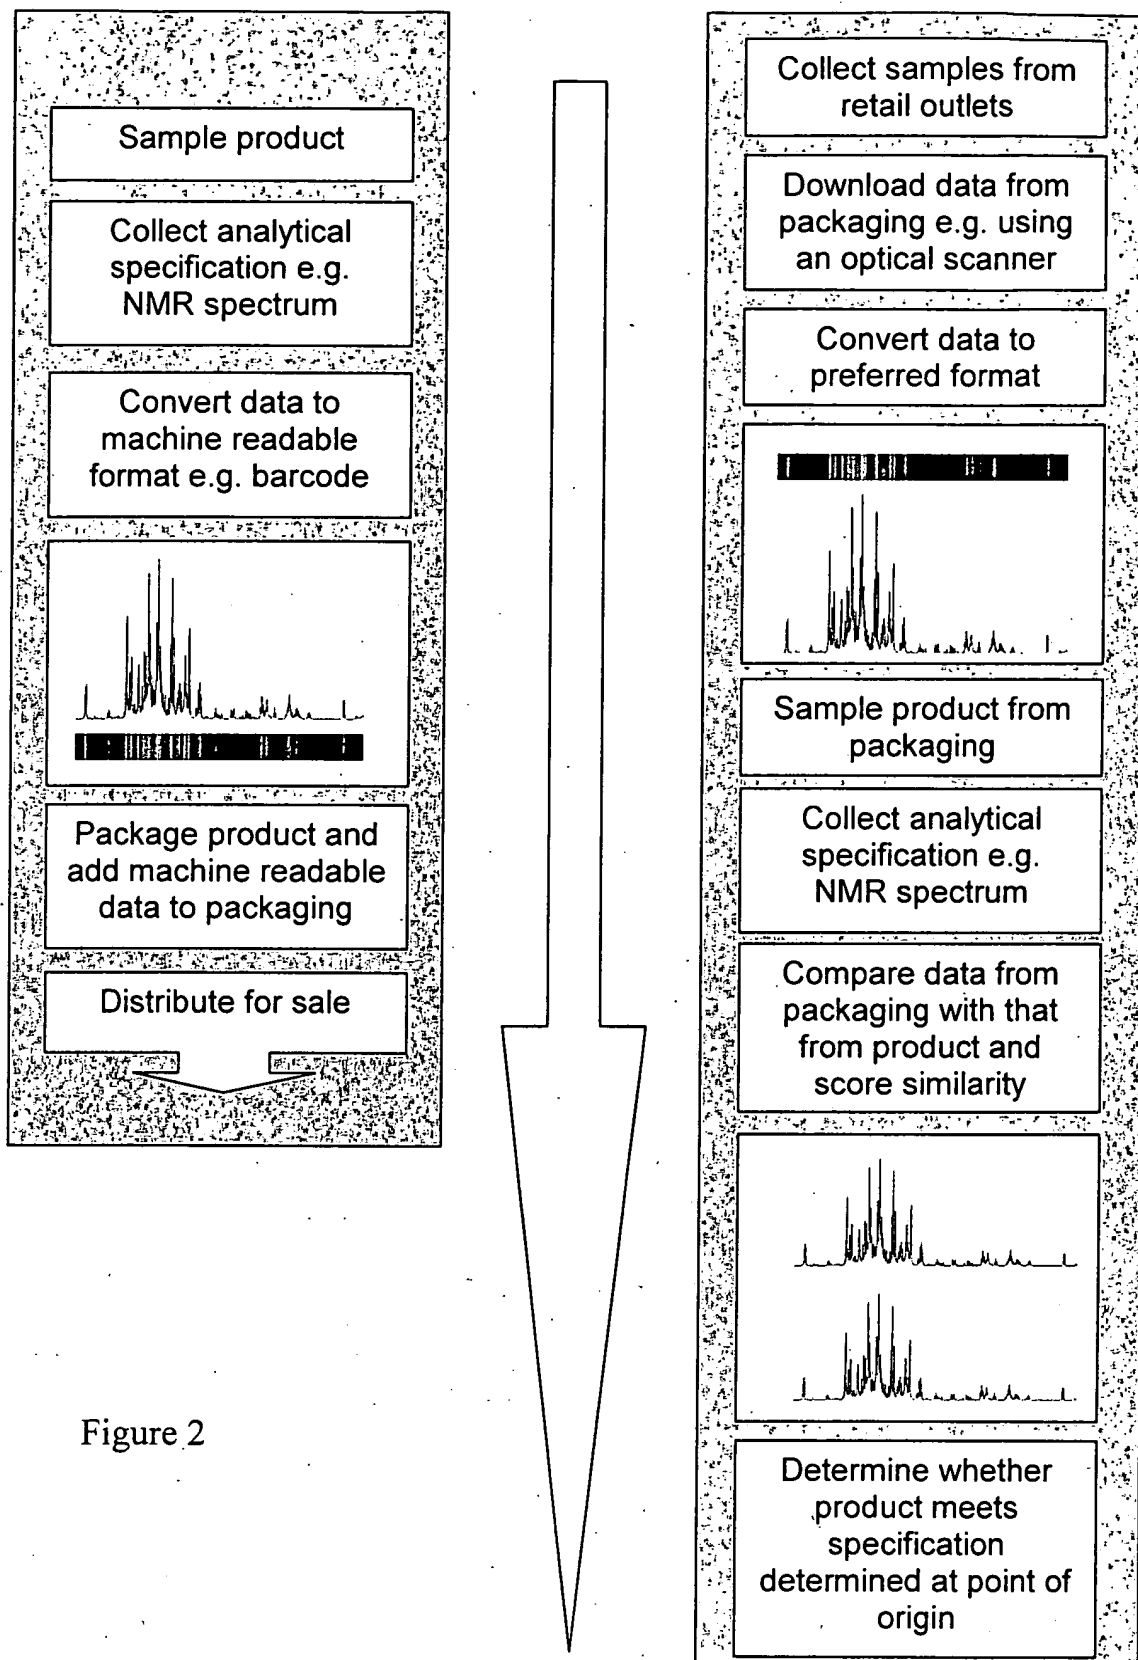 Sample product
Collect analytical
specification e.g.
NMR spectrum
Convert data to
machine readable
format e.g. barcode
Package product and
add machine readable
data to packaging
Distribute for sale
Collect samples from
retail outlets
Download data from
packaging e.g. using
an optical scanner
Convert data to
preferred format
Sample product from
packaging
Collect analytical
specification e.g.
NMR spectrum
Compare data from
packaging with that
from product and
score similarity
Determine whether
product meets
specification
determined at point of
origin
Figure 2